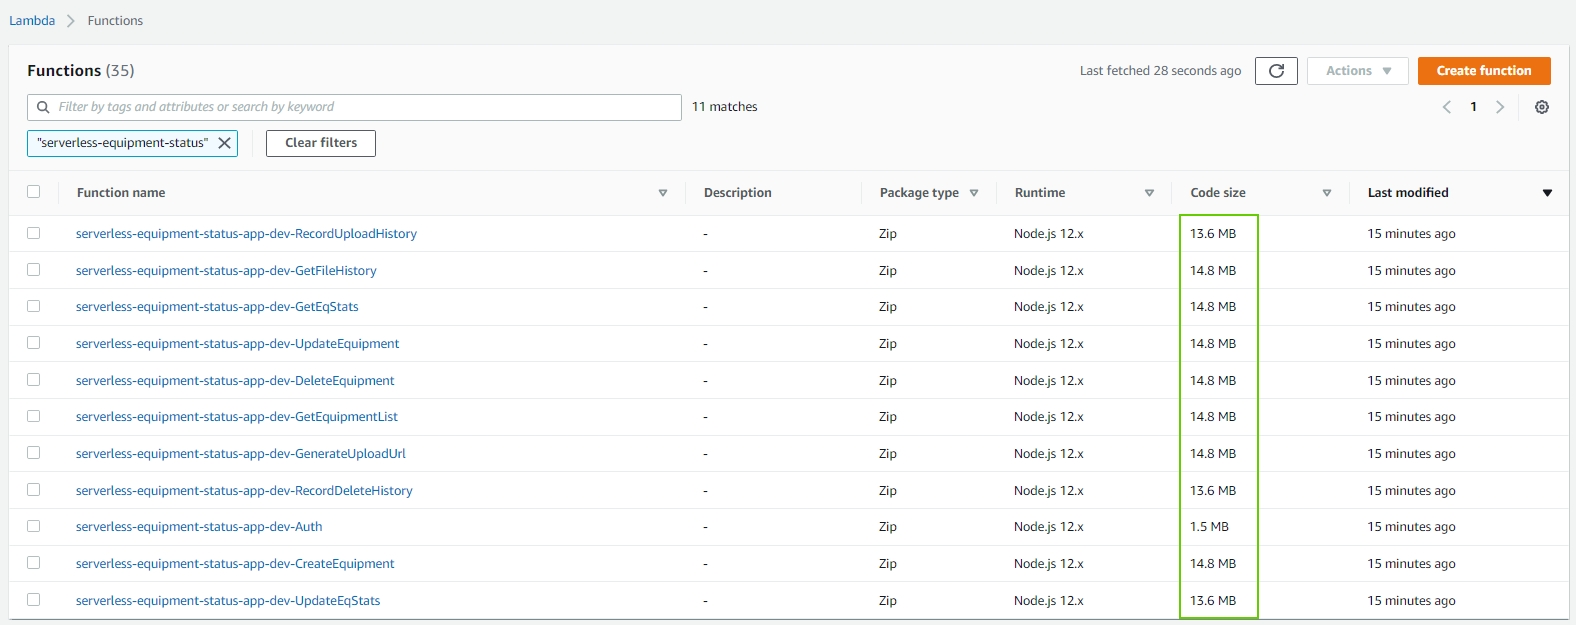 Lambda > Functions
Functions (35) Last fetched 28 seconds ago Actions Create function
Filter by tags and attributes or search by keyword 11 matches 1
"serverless-equipment-status" Clear filters
Function name Description Package type Runtime Code size Last modified
serverless-equipment-status-app-dev-RecordUploadHistory - Zip Node.js 12.x 13.6 MB 15 minutes ago
serverless-equipment-status-app-dev-GetFileHistory - Zip Node.js 12.x 14.8 MB 15 minutes ago
serverless-equipment-status-app-dev-GetEqStats - Zip Node.js 12.x 14.8 MB 15 minutes ago
serverless-equipment-status-app-dev-UpdateEquipment - Zip Node.js 12.x 14.8 MB 15 minutes ago
serverless-equipment-status-app-dev-DeleteEquipment - Zip Node.js 12.x 14.8 MB 15 minutes ago
serverless-equipment-status-app-dev-GetEquipmentList - Zip Node.js 12.x 14.8 MB 15 minutes ago
serverless-equipment-status-app-dev-GenerateUploadUrl - Zip Node.js 12.x 14.8 MB 15 minutes ago
serverless-equipment-status-app-dev-RecordDeleteHistory - Zip Node.js 12.x 13.6 MB 15 minutes ago
serverless-equipment-status-app-dev-Auth - Zip Node.js 12.x 1.5 MB 15 minutes ago
serverless-equipment-status-app-dev-CreateEquipment - Zip Node.js 12.x 14.8 MB 15 minutes ago
serverless-equipment-status-app-dev-UpdateEqStats - Zip Node.js 12.x 13.6 MB 15 minutes ago